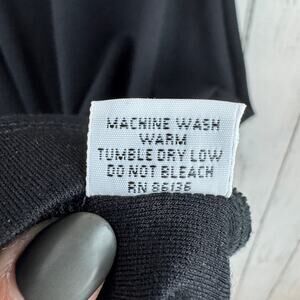 MACHINE WASH
WARM
TUMBLE DRY LOW
DO NOT BLEACH
RN 86136